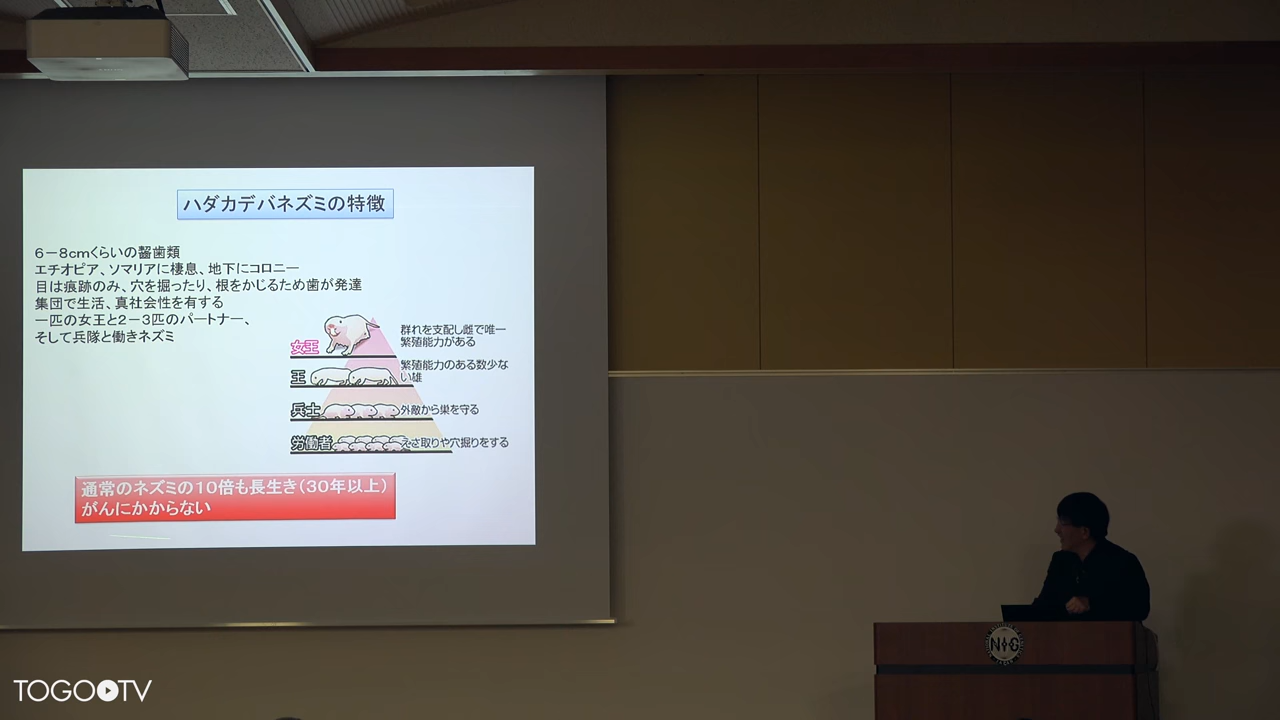 ハダカデバネズミの特徴
6－8cmくらいの齧歯類
エチオピア、ソマリアに棲息、地下にコロニー
目は痕跡のみ、穴を掘ったり、根をかじるため歯が発達
集団で生活、真社会性を有する
一匹の女王と2－3匹のパートナー、
そして兵隊と働きネズミ
女王
群れを支配し雌で唯一
繁殖能力がある
王
繁殖能力のある数少な
い雄
兵士
外敵から巣を守る
労働者
えさ取りや穴掘りをする
通常のネズミの10倍も長生き（30年以上）
がんにかからない
NIG
TOGO TV